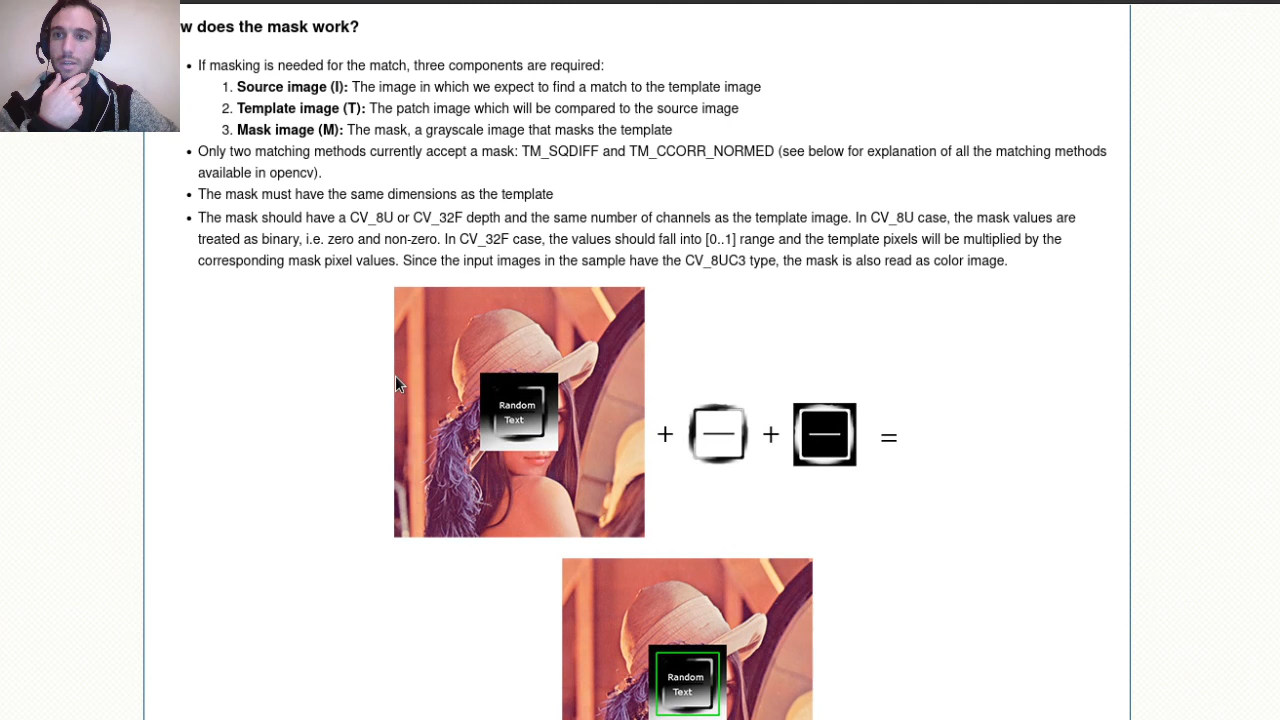 w does the mask work?
• If masking is needed for the match, three components are required:
1. Source image (I): The image in which we expect to find a match to the template image
2. Template image (T): The patch image which will be compared to the source image
3. Mask image (M): The mask, a grayscale image that masks the template
• Only two matching methods currently accept a mask: TM_SQDIFF and TM_CCORR_NORMED (see below for explanation of all the matching methods
available in opencv).
• The mask must have the same dimensions as the template
• The mask should have a CV_8U or CV_32F depth and the same number of channels as the template image. In CV_8U case, the mask values are
treated as binary, i.e. zero and non-zero. In CV_32F case, the values should fall into [0..1] range and the template pixels will be multiplied by the
corresponding mask pixel values. Since the input images in the sample have the CV_8UC3 type, the mask is also read as color image.
Random
Text
+ + =
Random
Text